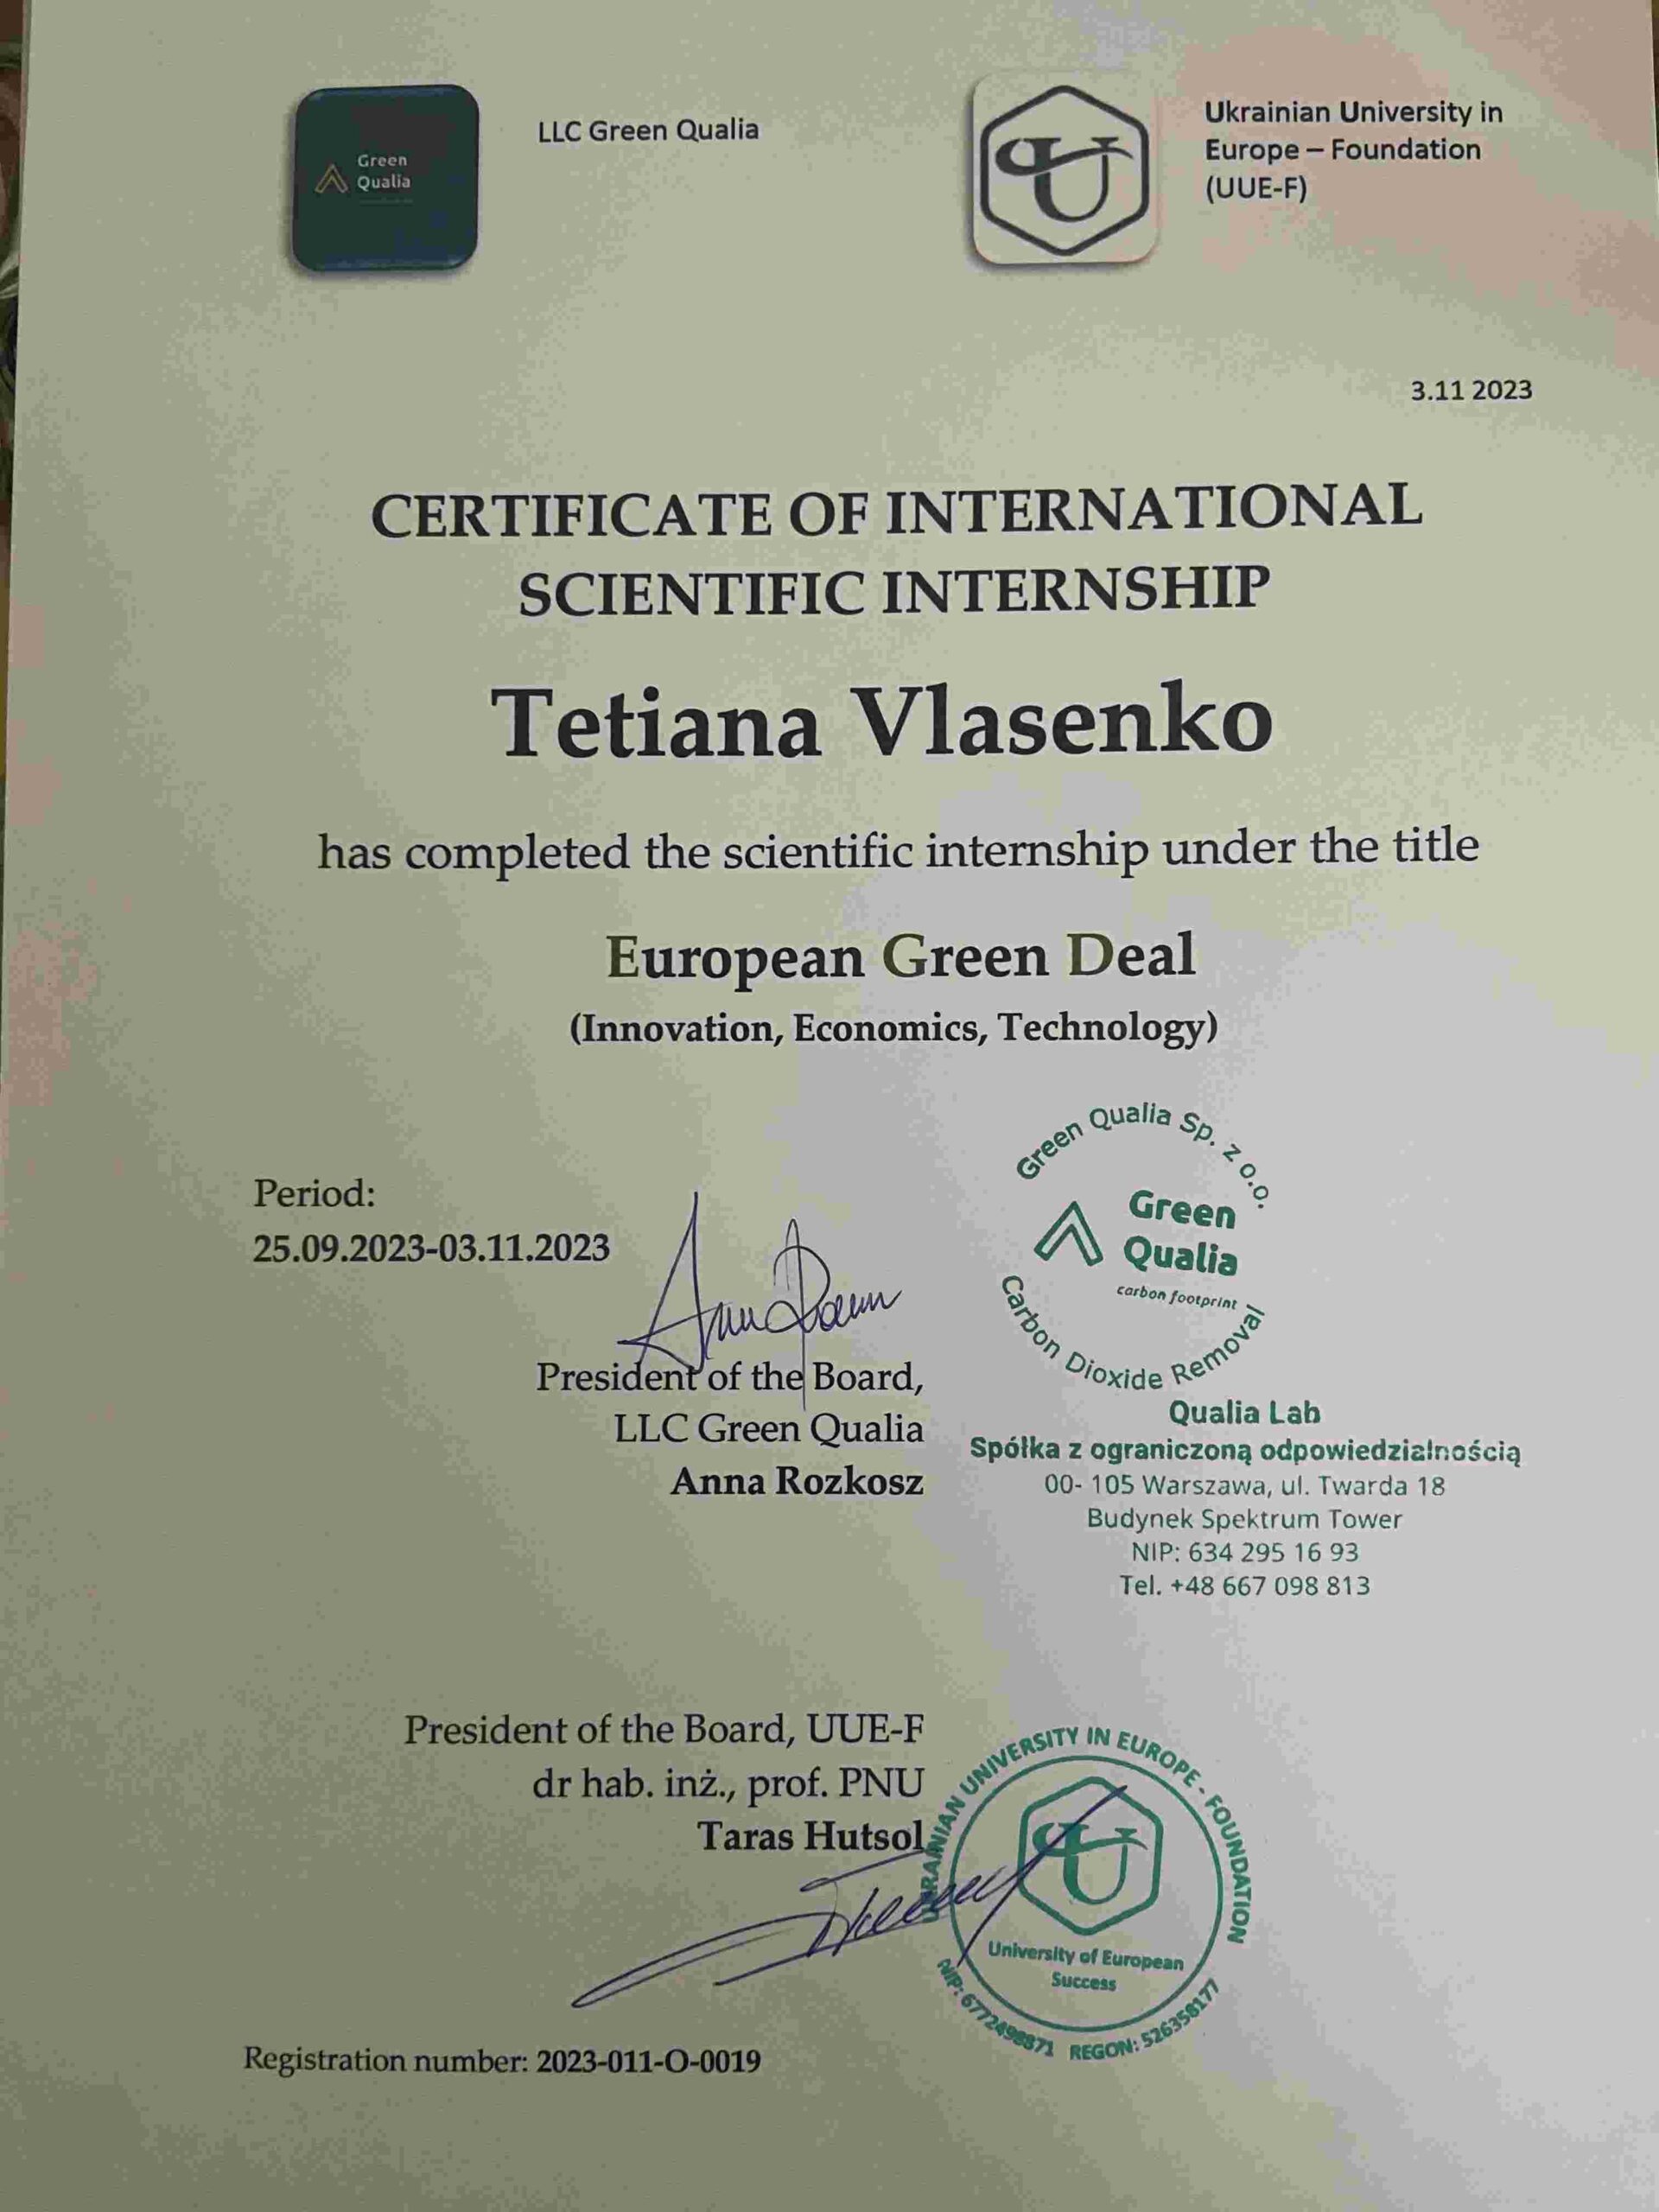 Green
Qualia
LLC Green Qualia
Ukrainian University in
Europe – Foundation
(UUE-F)
3.11 2023
CERTIFICATE OF INTERNATIONAL
SCIENTIFIC INTERNSHIP
Tetiana Vlasenko
has completed the scientific internship under the title
European Green Deal
(Innovation, Economics, Technology)
Period:
25.09.2023-03.11.2023
President of the Board,
LLC Green Qualia
Anna Rozkosz
Green Qualia Sp. z o.o.
Green
Qualia
carbon footprint
Carbon Dioxide Removal
Qualia Lab
Spółka z ograniczoną odpowiedzialnością
00- 105 Warszawa, ul. Twarda 18
Budynek Spektrum Tower
NIP: 634 295 16 93
Tel. +48 667 098 813
President of the Board, UUE-F
dr hab. inż., prof. PNU
Taras Hutsol
UKRAINIAN UNIVERSITY IN EUROPE - FOUNDATION
University of European
Success
NIP: 6772498871 REGON: 526358177
Registration number: 2023-011-O-0019